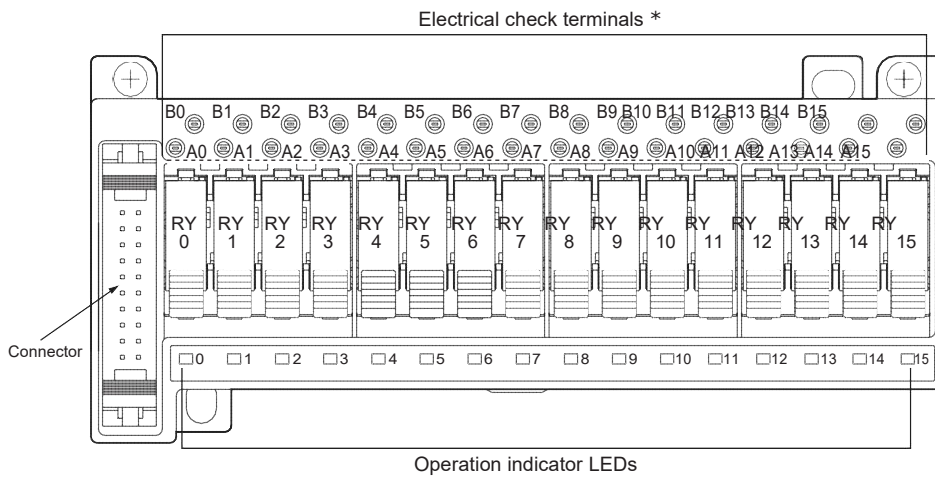 Electrical check terminals *
B0 B1 B2 B3 B4 B5 B6 B7 B8 B9 B10 B11 B12 B13 B14 B15
A0 A1 A2 A3 A4 A5 A6 A7 A8 A9 A10 A11 A12 A13 A14 A15
RY RY RY RY RY RY RY RY RY RY RY RY RY RY RY RY
0 1 2 3 4 5 6 7 8 9 10 11 12 13 14 15
Connector
0 1 2 3 4 5 6 7 8 9 10 11 12 13 14 15
Operation indicator LEDs